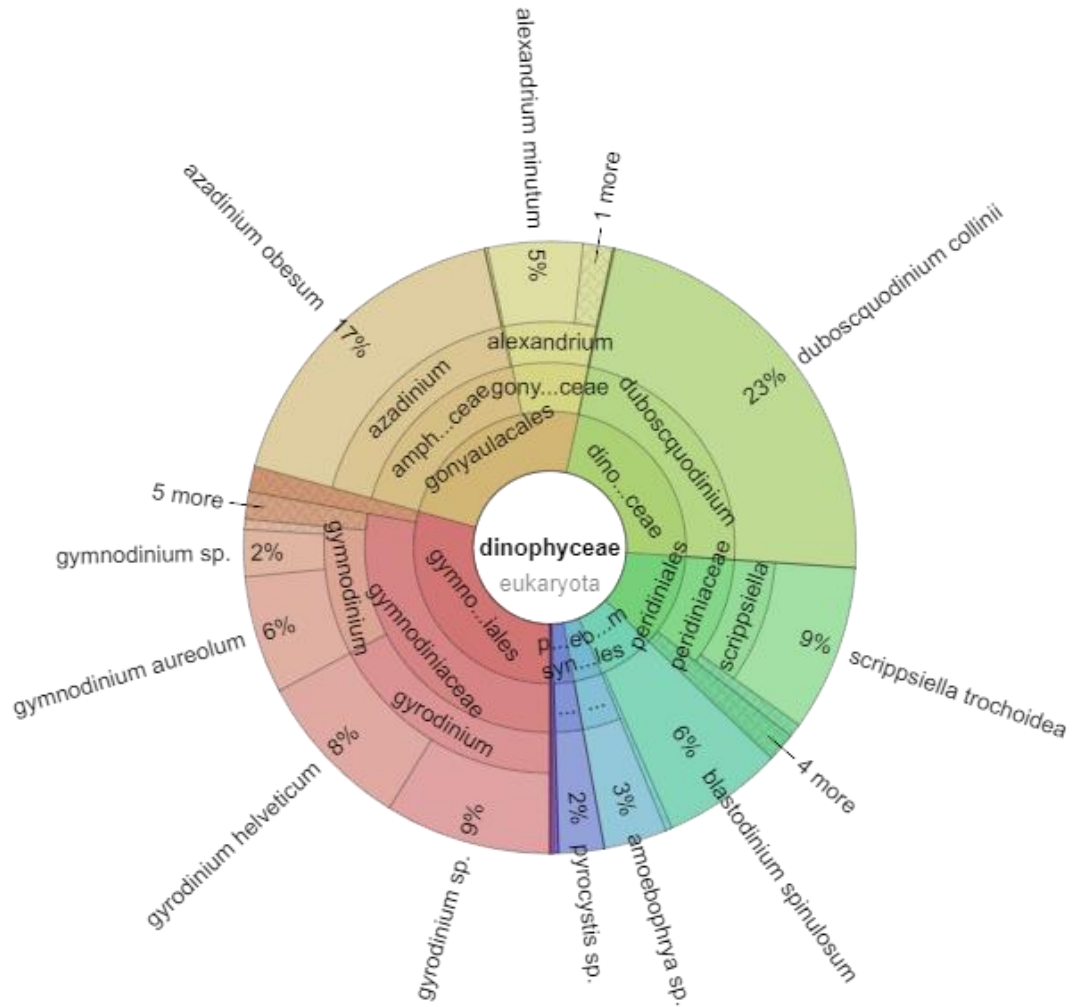 alexandrium minutum
1 more
duboscquodinium collinii
azadinium obesum
5%
17%
23%
alexandrium
azadinium
gony...ceae
duboscquodinium
amph...ceae
gonyaulacales
dino...ceae
5 more
dinophyceae
eukaryota
gymnodinium sp.
2%
gymnodinium
gymno...iales
gymnodiniaceae
peridiniales
peridiniaceae
scrippsiella
9%
scrippsiella trochoidea
p...eb...m
syn...les
...
...
gymnodinium aureolum
6%
gyrodinium
gyrodinium helveticum
8%
gyrodinium sp.
9%
2%
pyrocystis sp.
3%
amoebophrya sp.
6%
blastodinium spinulosum
4 more